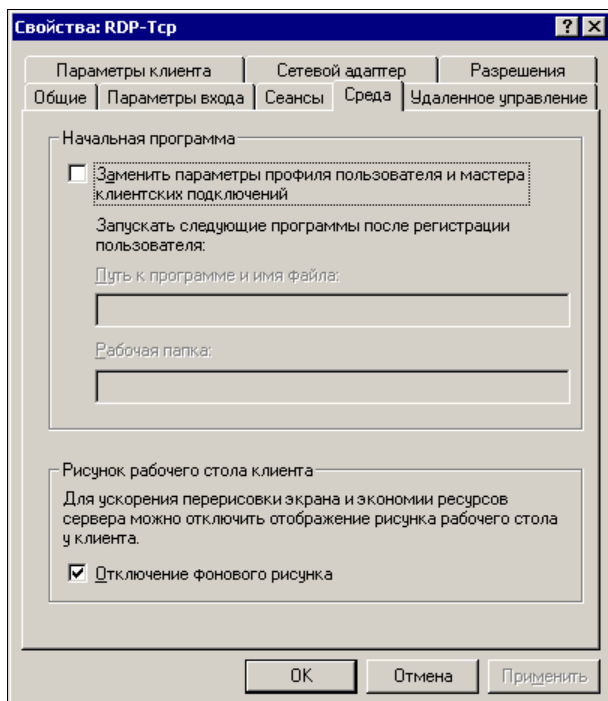 Свойства: RDP-Tcp
Параметры клиента
Сетевой адаптер
Разрешения
Общие
Параметры входа
Сеансы
Среда
Удаленное управление
Начальная программа
Заменить параметры профиля пользователя и мастера
клиентских подключений
Запускать следующие программы после регистрации
пользователя:
Путь к программе и имя файла:
Рабочая папка:
Рисунок рабочего стола клиента
Для ускорения перерисовки экрана и экономии ресурсов
сервера можно отключить отображение рисунка рабочего стола
у клиента.
Отключение фонового рисунка
OK
Отмена
Применить